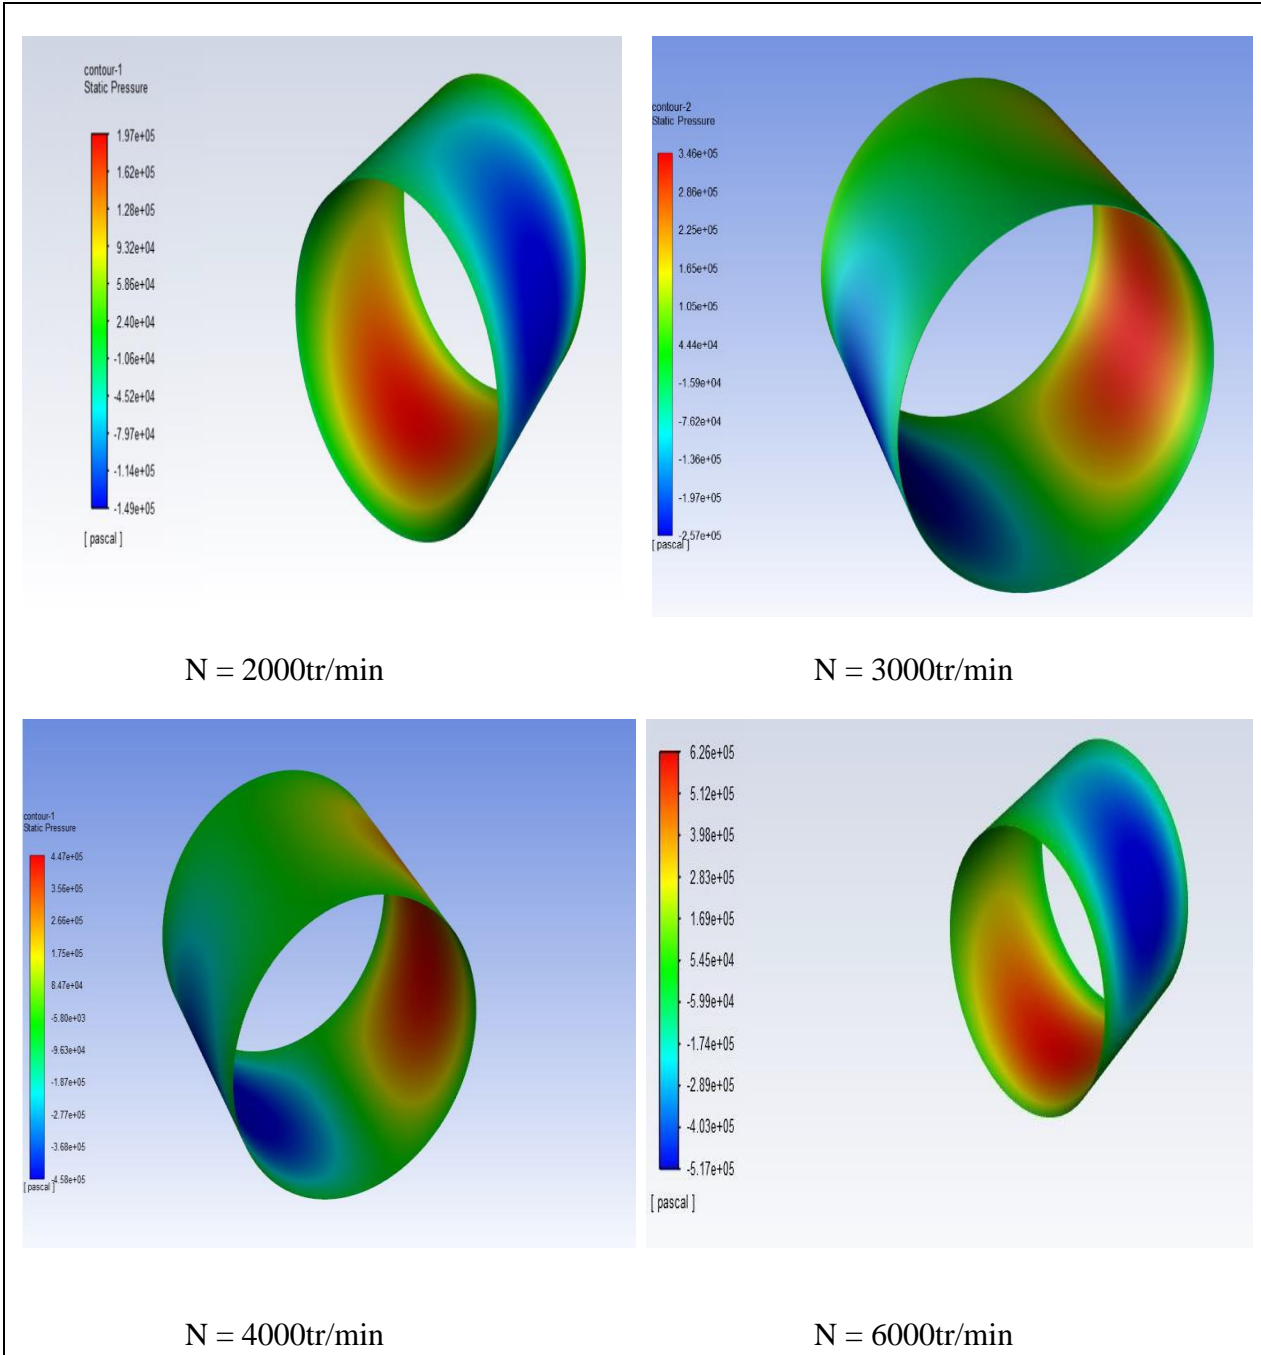 contour-1
Static Pressure
1.97e+05
1.62e+05
1.28e+05
9.32e+04
5.86e+04
2.40e+04
-1.06e+04
-4.52e+04
-7.97e+04
-1.14e+05
-1.49e+05
[ pascal ]
contour-2
Static Pressure
3.46e+05
2.86e+05
2.25e+05
1.65e+05
1.05e+05
4.44e+04
-1.59e+04
-7.62e+04
-1.36e+05
-1.97e+05
-2.57e+05
[ pascal ]
N = 2000tr/min
N = 3000tr/min
contour-1
Static Pressure
4.47e+05
3.56e+05
2.66e+05
1.75e+05
8.47e+04
-5.80e+03
-9.63e+04
-1.87e+05
-2.77e+05
-3.68e+05
-4.58e+05
[ pascal ]
6.26e+05
5.12e+05
3.98e+05
2.83e+05
1.69e+05
5.45e+04
-5.99e+04
-1.74e+05
-2.89e+05
-4.03e+05
-5.17e+05
[ pascal ]
N = 4000tr/min
N = 6000tr/min